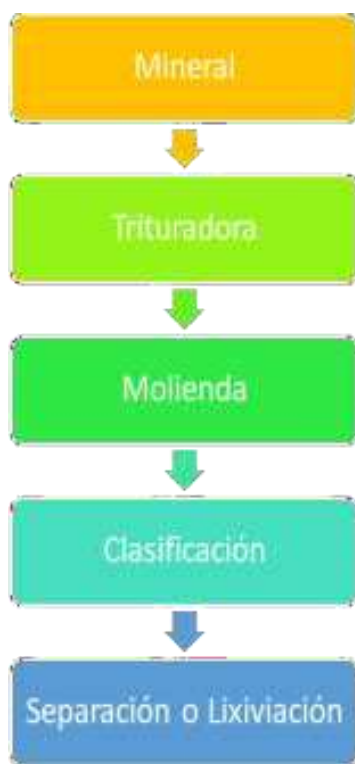 Mineral
Trituradora
Molienda
Clasificación
Separación o Lixiviación